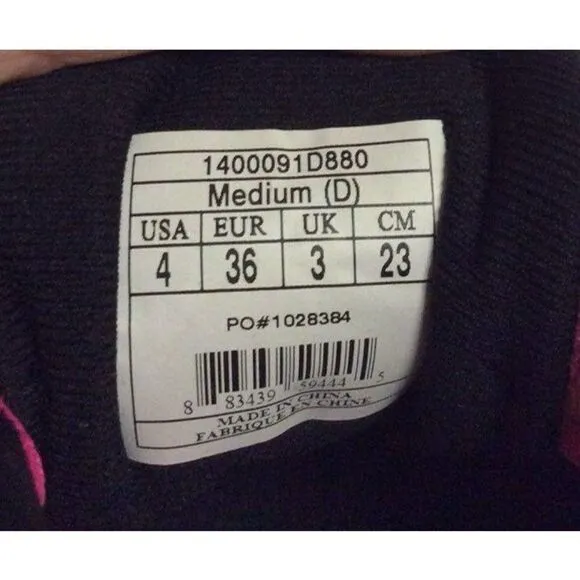 1400091D880
Medium (D)
USA EUR UK CM
4 36 3 23
PO#1028384
8 83439 59444 5
MADE IN CHINA
FABRIQUE EN CHINE